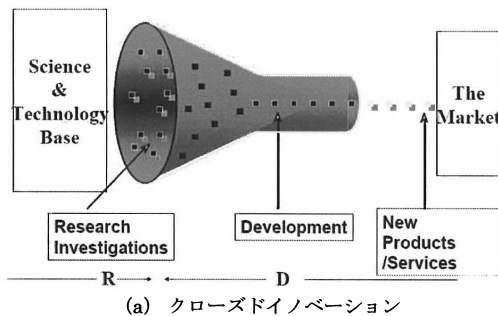 Science
&
Technology
Base
The
Market
Research
Investigations
Development
New
Products
/Services
R
D
(a) クローズドイノベーション